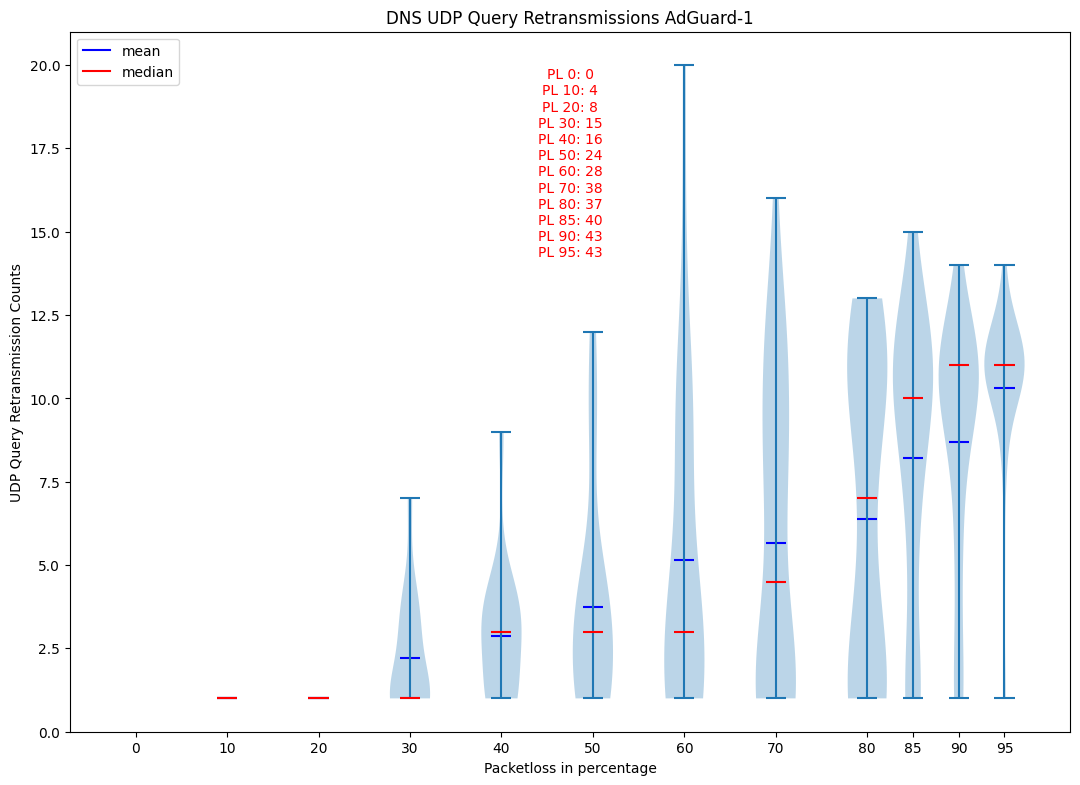 DNS UDP Query Retransmissions AdGuard-1
mean
median
PL 0: 0
PL 10: 4
PL 20: 8
PL 30: 15
PL 40: 16
PL 50: 24
PL 60: 28
PL 70: 38
PL 80: 37
PL 85: 40
PL 90: 43
PL 95: 43
UDP Query Retransmission Counts
20.0
17.5
15.0
12.5
10.0
7.5
5.0
2.5
0.0
0 10 20 30 40 50 60 70 80 85 90 95
Packetloss in percentage